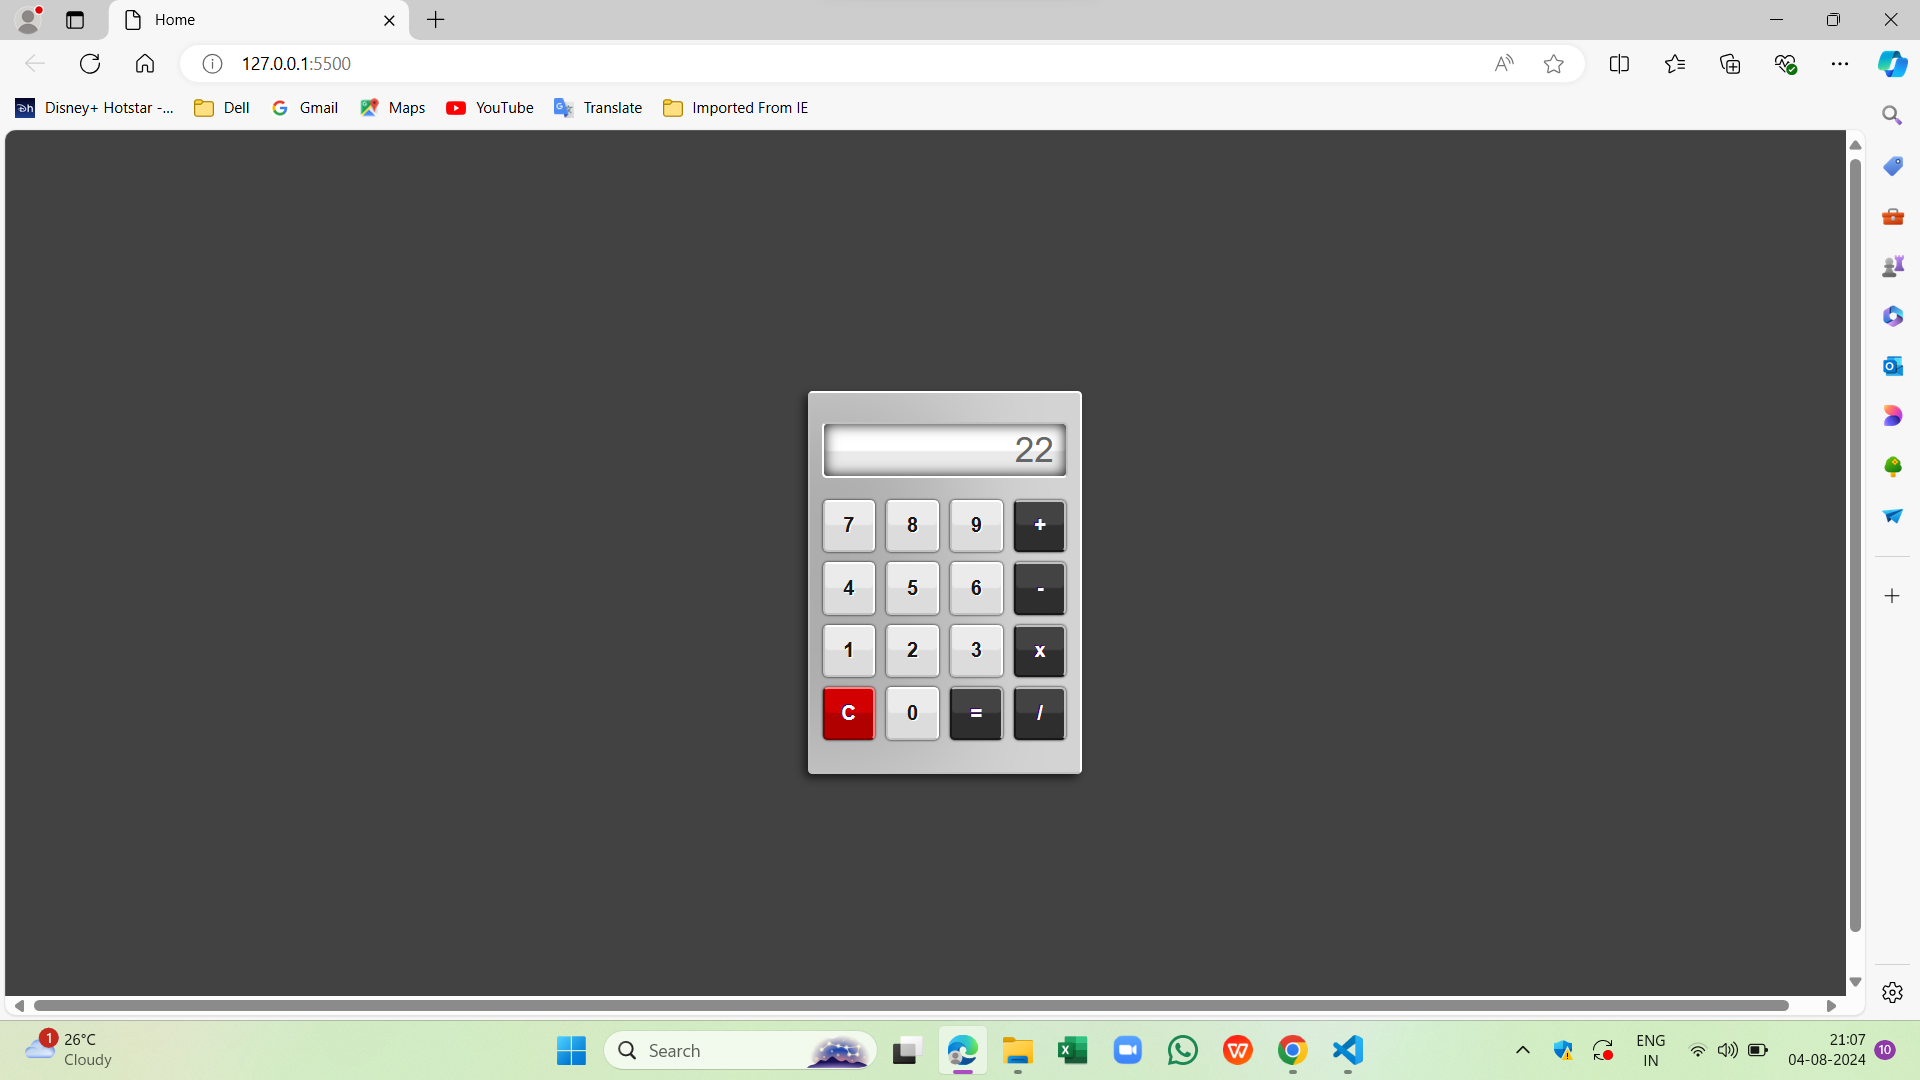 Home
127.0.0.1:5500
Disney+ Hotstar -... Dell Gmail Maps YouTube Translate Imported From IE
22
7 8 9 +
4 5 6 -
1 2 3 x
C 0 = /
1 26°C
Cloudy
Search
ENG
IN
21:07
04-08-2024
10